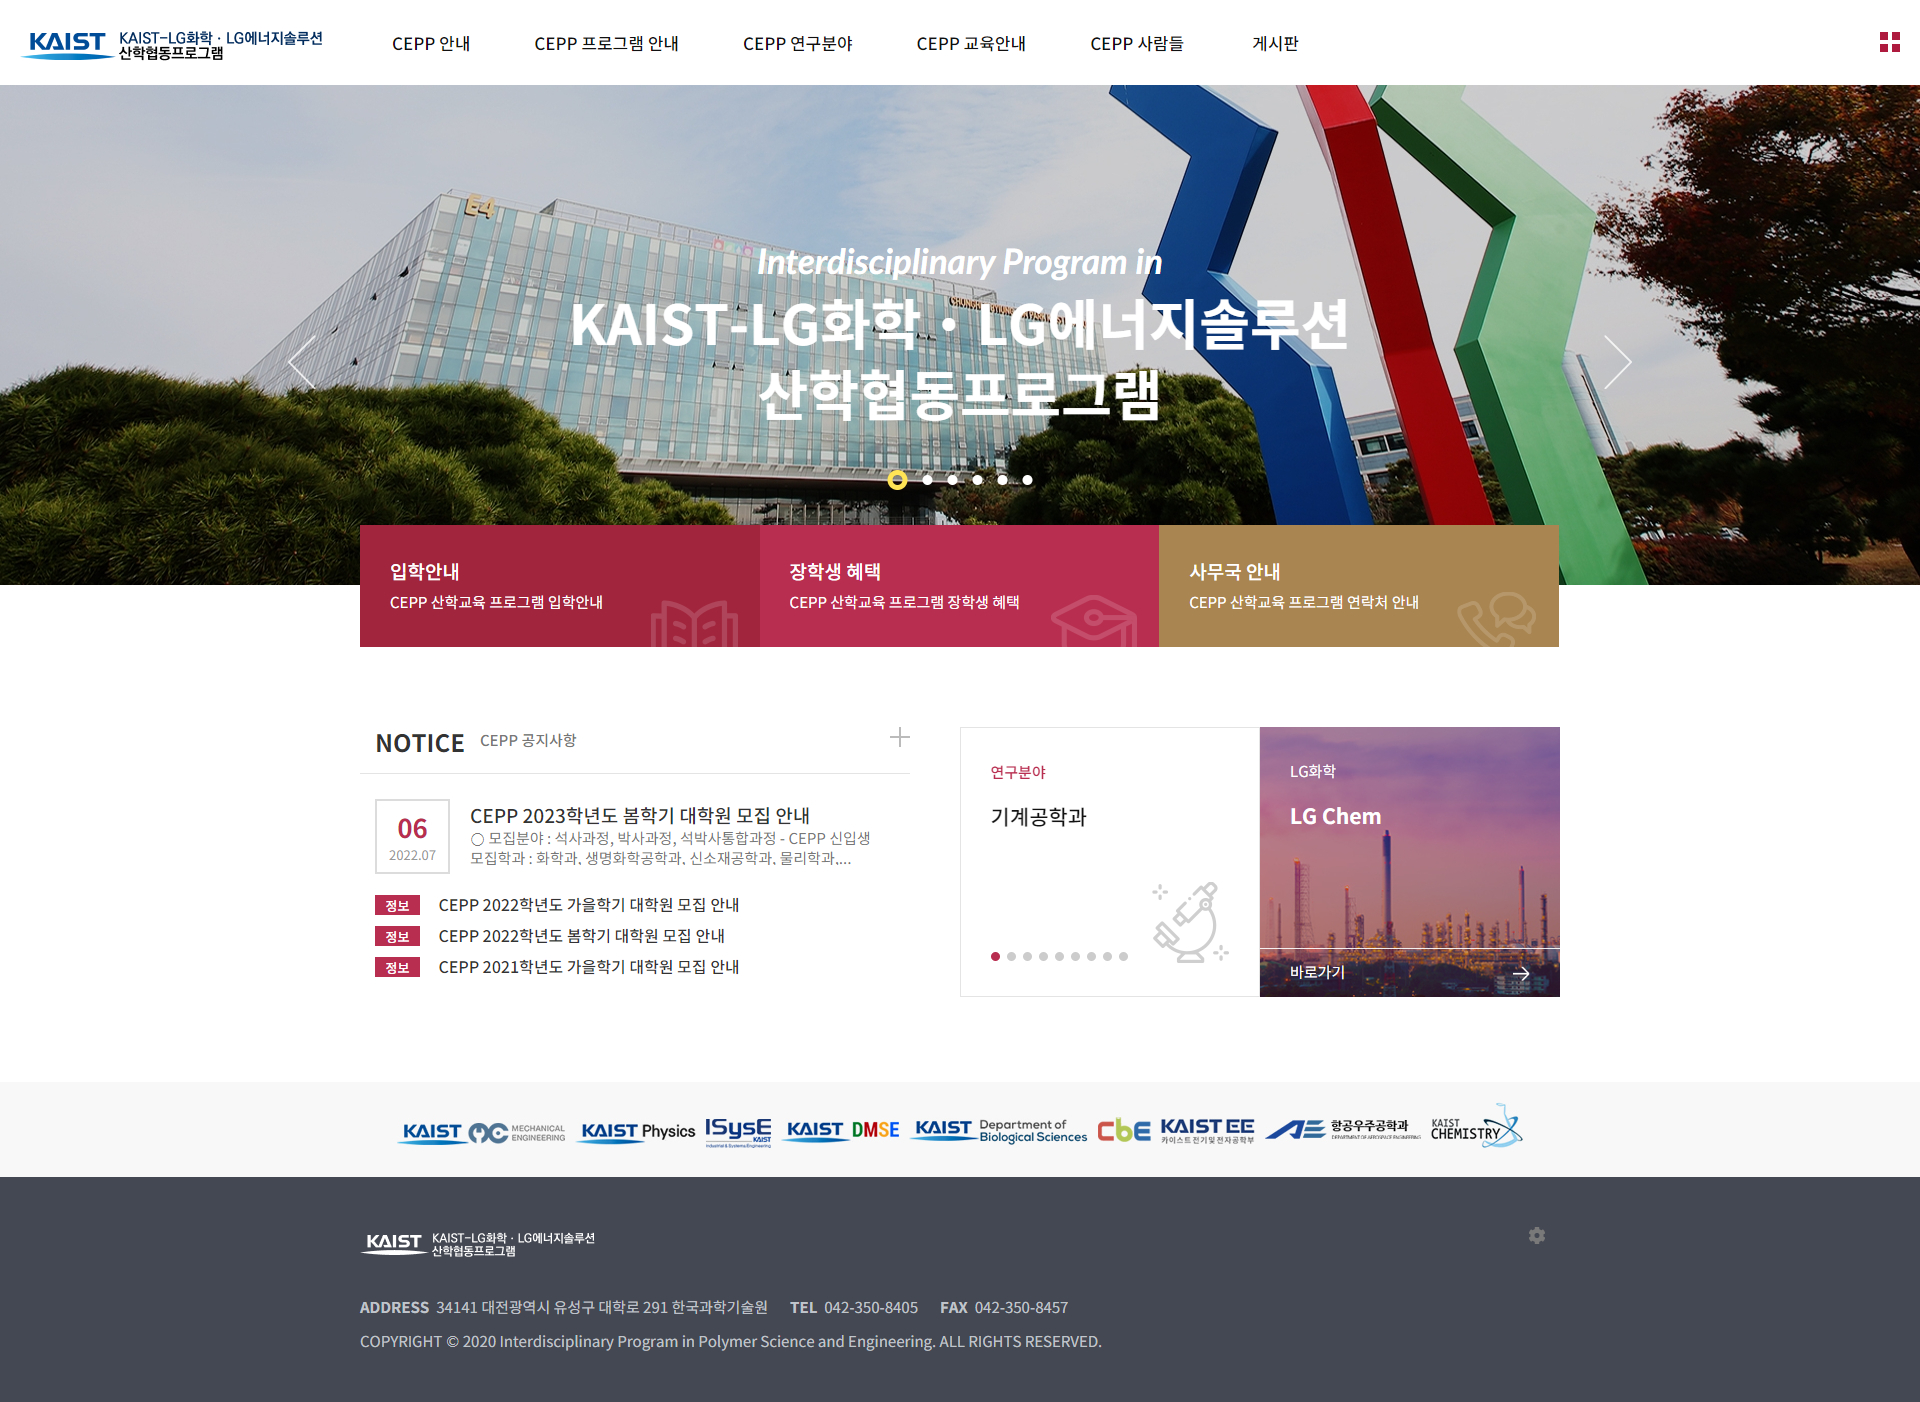 KAIST KAIST-LG화학 · LG에너지솔루션
산학협동프로그램
CEPP 안내
CEPP 프로그램 안내
CEPP 연구분야
CEPP 교육안내
CEPP 사람들
게시판
E4
Interdisciplinary Program in
KAIST-LG화학 · LG에너지솔루션
산학협동프로그램
입학안내
CEPP 산학교육 프로그램 입학안내
장학생 혜택
CEPP 산학교육 프로그램 장학생 혜택
사무국 안내
CEPP 산학교육 프로그램 연락처 안내
NOTICE CEPP 공지사항
06
2022.07
CEPP 2023학년도 봄학기 대학원 모집 안내
○ 모집분야 : 석사과정, 박사과정, 석박사통합과정 - CEPP 신입생
모집학과 : 화학과, 생명화학공학과, 신소재공학과, 물리학과,...
정보 CEPP 2022학년도 가을학기 대학원 모집 안내
정보 CEPP 2022학년도 봄학기 대학원 모집 안내
정보 CEPP 2021학년도 가을학기 대학원 모집 안내
연구분야
기계공학과
LG화학
LG Chem
바로가기
KAIST MECHANICAL
ENGINEERING
KAIST Physics
ISysE
KAIST
Industrial & Systems Engineering
KAIST DMSE
KAIST Department of
Biological Sciences
CbE
KAIST EE
카이스트 전기 및 전자공학부
AE 항공우주공학과
DEPARTMENT OF AEROSPACE ENGINEERING
KAIST
CHEMISTRY
KAIST KAIST-LG화학 · LG에너지솔루션
산학협동프로그램
ADDRESS 34141 대전광역시 유성구 대학로 291 한국과학기술원 TEL 042-350-8405 FAX 042-350-8457
COPYRIGHT © 2020 Interdisciplinary Program in Polymer Science and Engineering. ALL RIGHTS RESERVED.